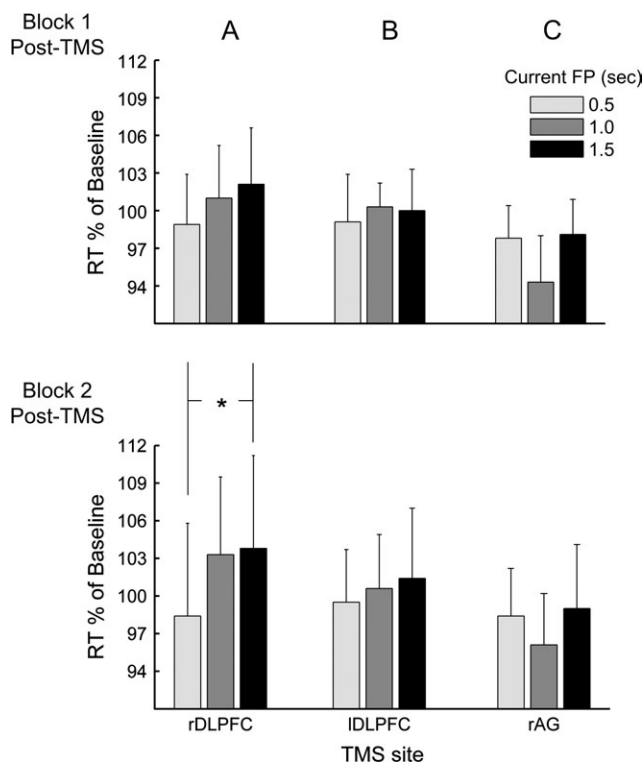 Block 1
Post-TMS
A B C
Current FP (sec)
0.5
1.0
1.5
RT % of Baseline
112
109
106
103
100
97
94
Block 2
Post-TMS
*
RT % of Baseline
112
109
106
103
100
97
94
rDLPFC lDLPFC rAG
TMS site